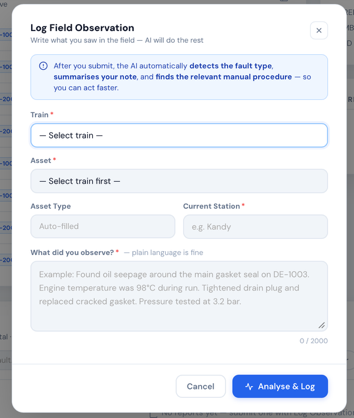 Log Field Observation
Write what you saw in the field — AI will do the rest
After you submit, the AI automatically detects the fault type,
summarises your note, and finds the relevant manual procedure — so
you can act faster.
Train *
— Select train —
Asset *
— Select train first —
Asset Type
Current Station *
Auto-filled
e.g. Kandy
What did you observe? * — plain language is fine
Example: Found oil seepage around the main gasket seal on DE-1003.
Engine temperature was 98°C during run. Tightened drain plug and
replaced cracked gasket. Pressure tested at 3.2 bar.
0 / 2000
Cancel
Analyse & Log